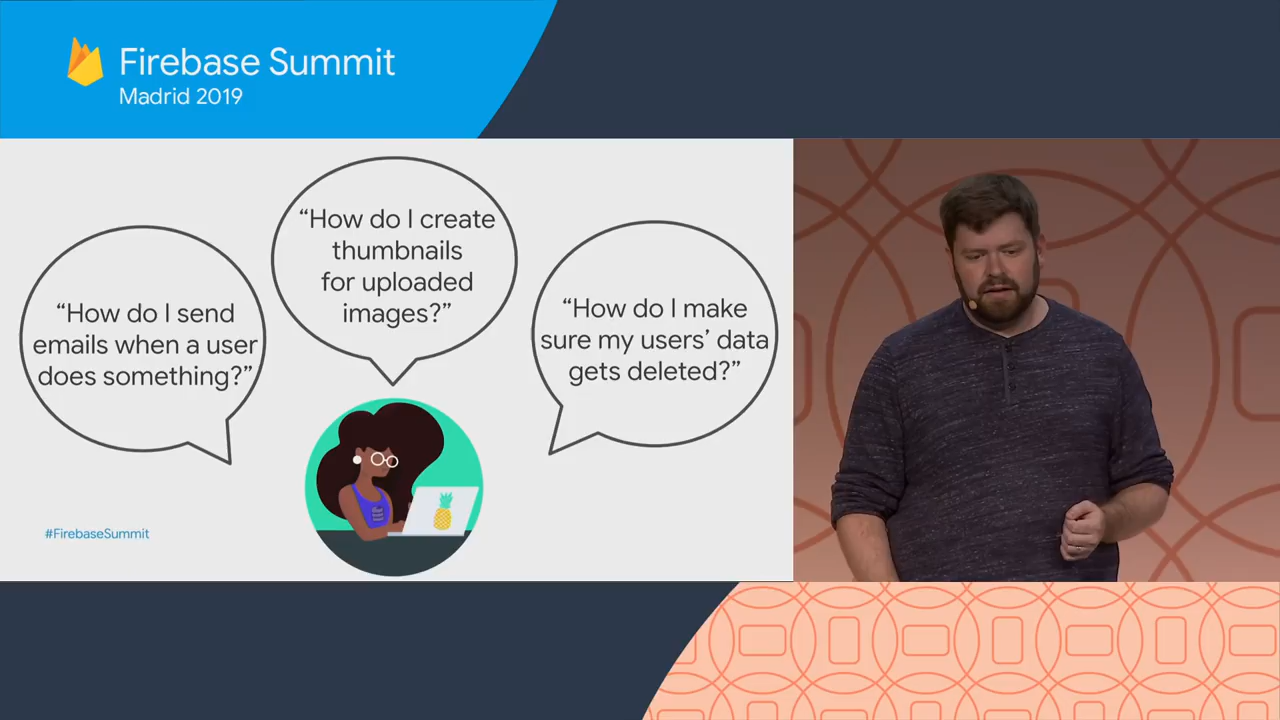 Firebase Summit
Madrid 2019
“How do I send
emails when a user
does something?”
“How do I create
thumbnails
for uploaded
images?”
“How do I make
sure my users’ data
gets deleted?”
#FirebaseSummit